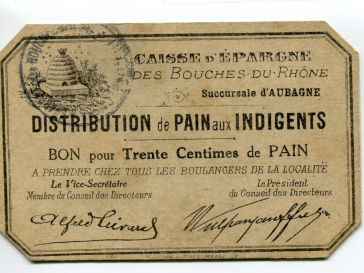 CAISSE D'ÉPARGNE
DES BOUCHES-DU-RHÔNE
Succursale d'AUBAGNE
DISTRIBUTION de PAIN aux INDIGENTS
BON pour Trente Centimes de PAIN
A PRENDRE CHEZ TOUS LES BOULANGERS DE LA LOCALITÉ
Le Vice-Secrétaire
Membre du Conseil des Directeurs
Le Président
du Conseil des Directeurs